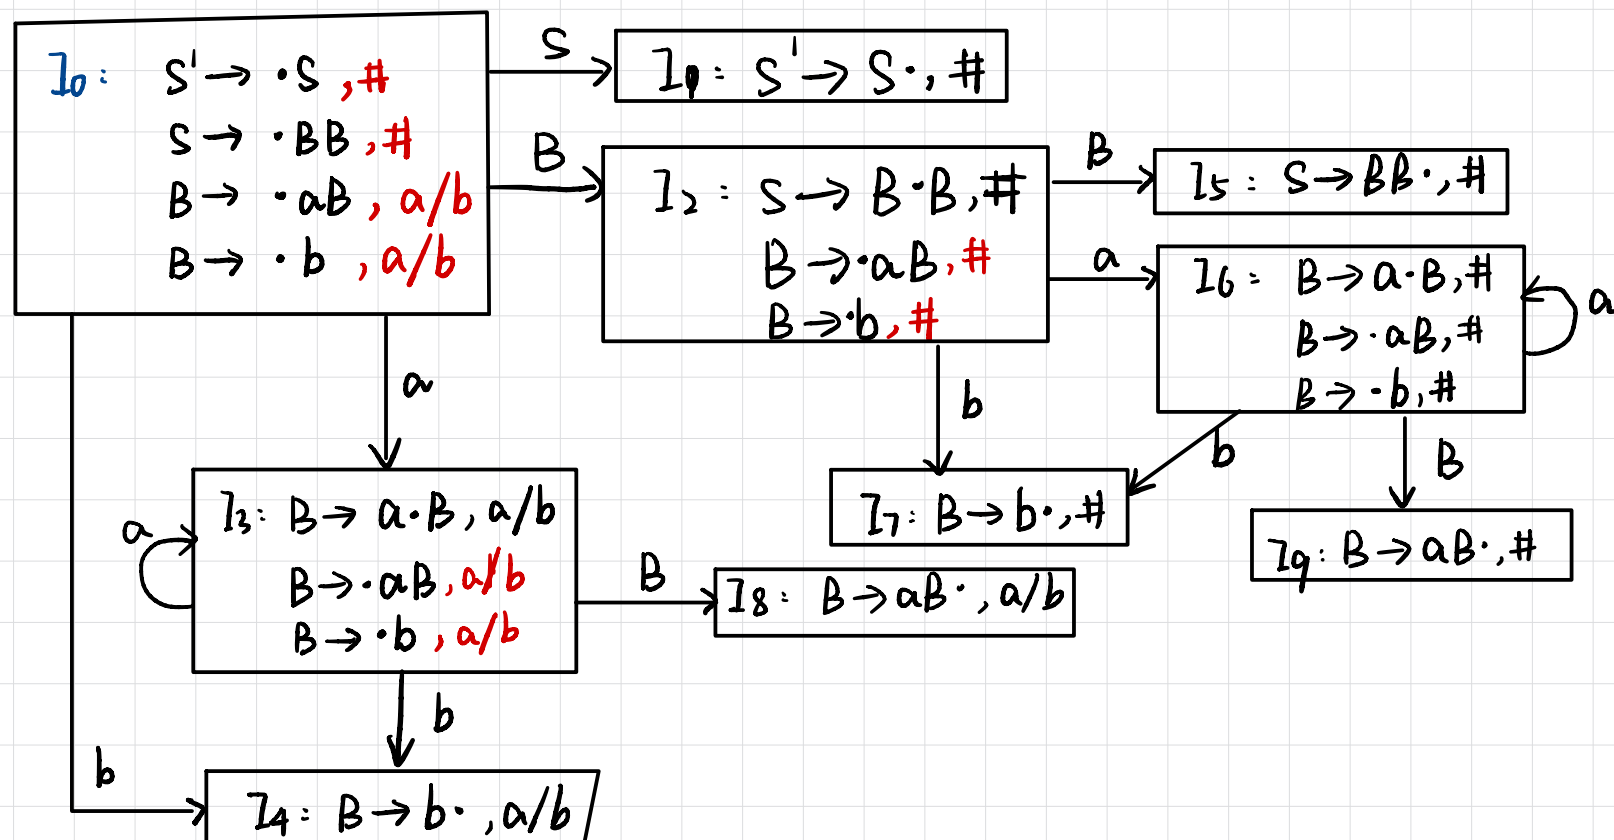 I0: S' → ·S ,#
S → ·BB ,#
B → ·aB , a/b
B → ·b , a/b
S
I1: S' → S· , #
B
I2: S → B·B, #
B → ·aB, #
B → ·b, #
B
I5: S → BB· , #
a
I6: B → a·B, #
B → ·aB, #
B → ·b, #
a
a
b
b
B
I7: B → b· , #
I9: B → aB· , #
a
I3: B → a·B, a/b
B → ·aB, a/b
B → ·b, a/b
B
I8: B → aB· , a/b
b
b
I4: B → b· , a/b